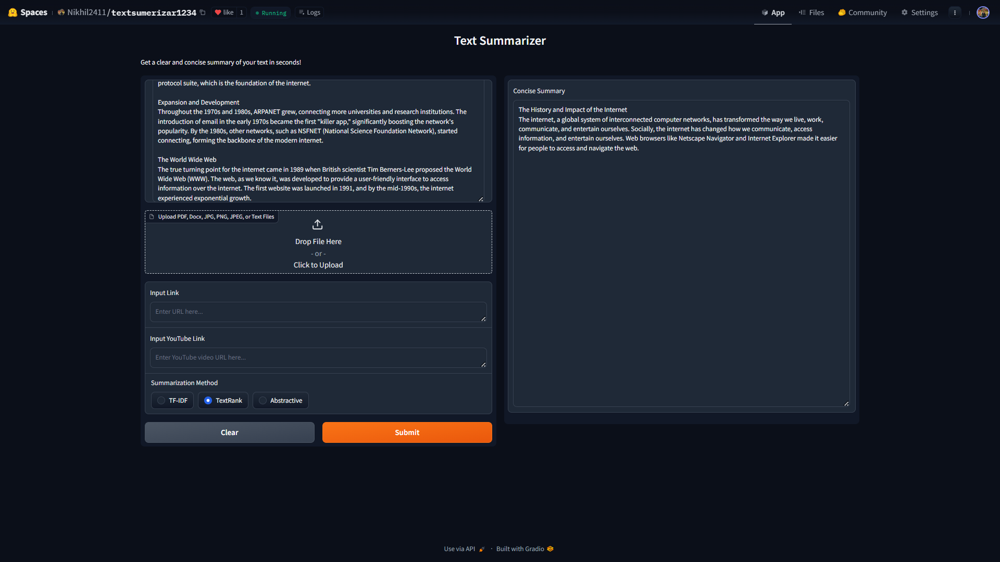 Spaces
Nikhil2411/textsumerizar1234
like 1
Running
Logs
App
Files
Community
Settings
Text Summarizer
Get a clear and concise summary of your text in seconds!
protocol suite, which is the foundation of the internet.
Expansion and Development
Throughout the 1970s and 1980s, ARPANET grew, connecting more universities and research institutions. The
introduction of email in the early 1970s became the first "killer app," significantly boosting the network's
popularity. By the 1980s, other networks, such as NSFNET (National Science Foundation Network), started
connecting, forming the backbone of the modern internet.
The World Wide Web
The true turning point for the internet came in 1989 when British scientist Tim Berners-Lee proposed the World
Wide Web (WWW). The web, as we know it, was developed to provide a user-friendly interface to access
information over the internet. The first website was launched in 1991, and by the mid-1990s, the internet
experienced exponential growth.
Upload PDF, Docx, JPG, PNG, JPEG, or Text Files
Drop File Here
- or -
Click to Upload
Input Link
Enter URL here...
Input YouTube Link
Enter YouTube video URL here...
Summarization Method
TF-IDF
TextRank
Abstractive
Clear
Submit
Concise Summary
The History and Impact of the Internet
The internet, a global system of interconnected computer networks, has transformed the way we live, work,
communicate, and entertain ourselves. Socially, the internet has changed how we communicate, access
information, and entertain ourselves. Web browsers like Netscape Navigator and Internet Explorer made it easier
for people to access and navigate the web.
Use via API · Built with Gradio